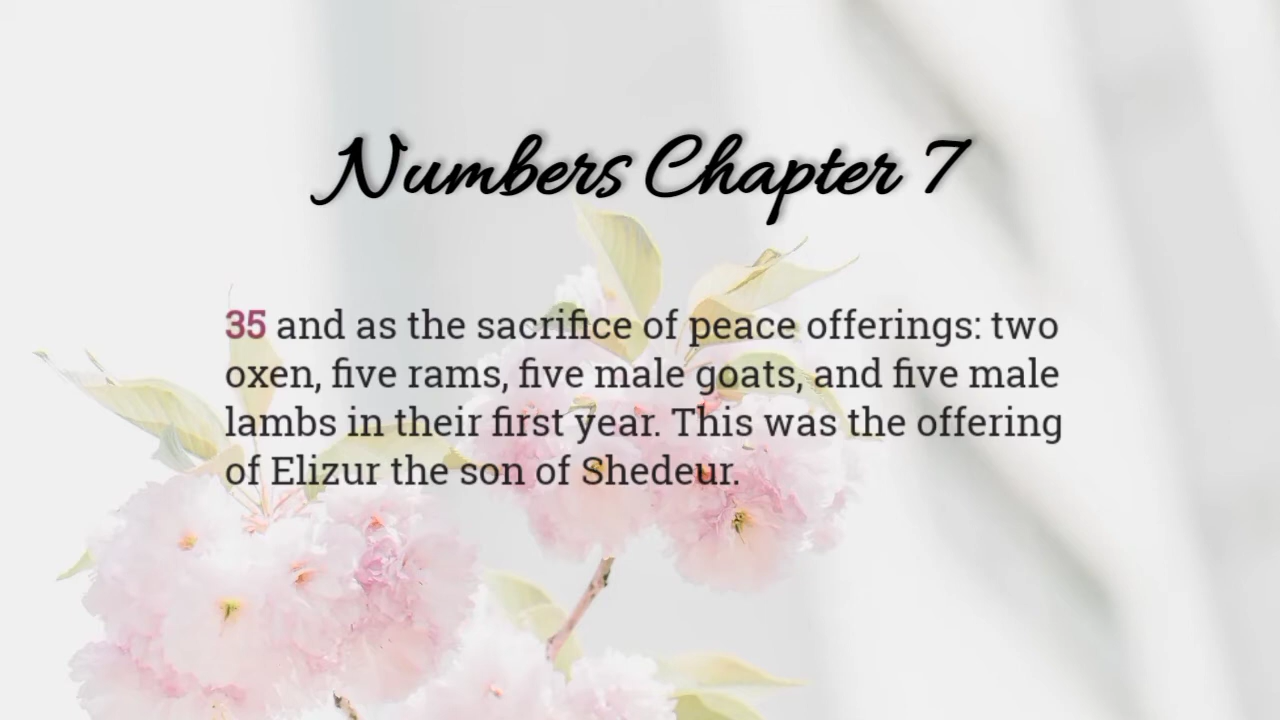 Numbers Chapter 7
35 and as the sacrifice of peace offerings: two
oxen, five rams, five male goats, and five male
lambs in their first year. This was the offering
of Elizur the son of Shedeur.